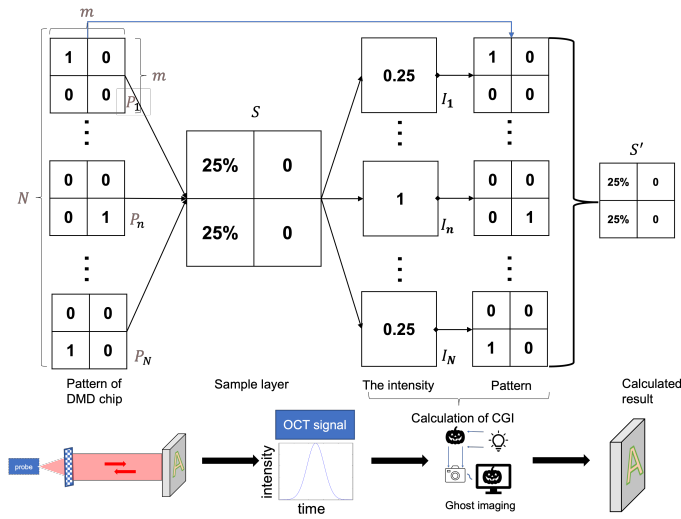 m
1 0
0 0
m
P1
N
0 0
0 1
Pn
0 0
1 0
PN
S
25% 0
25% 0
0.25
I1
1
In
0.25
IN
1 0
0 0
0 0
0 1
0 0
1 0
S'
25% 0
25% 0
Pattern of
DMD chip
Sample layer
The intensity
Pattern
Calculated
result
probe
A
OCT signal
intensity
time
Calculation of CGI
Ghost imaging
A